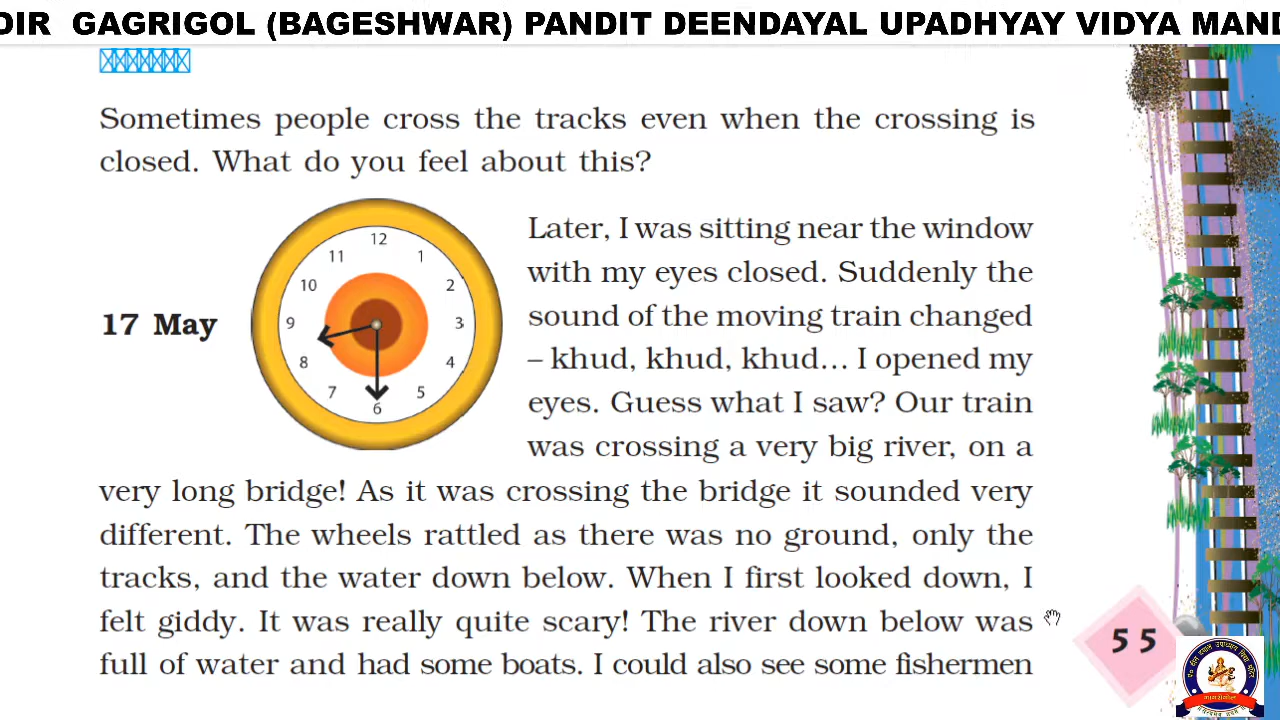 DIR GAGRIGOL (BAGESHWAR) PANDIT DEENDAYAL UPADHYAY VIDYA MAND
Sometimes people cross the tracks even when the crossing is
closed. What do you feel about this?
17 May
12
11
1
10
2
9
3
8
4
7
5
6
Later, I was sitting near the window
with my eyes closed. Suddenly the
sound of the moving train changed
– khud, khud, khud... I opened my
eyes. Guess what I saw? Our train
was crossing a very big river, on a
very long bridge! As it was crossing the bridge it sounded very
different. The wheels rattled as there was no ground, only the
tracks, and the water down below. When I first looked down, I
felt giddy. It was really quite scary! The river down below was
full of water and had some boats. I could also see some fishermen
55